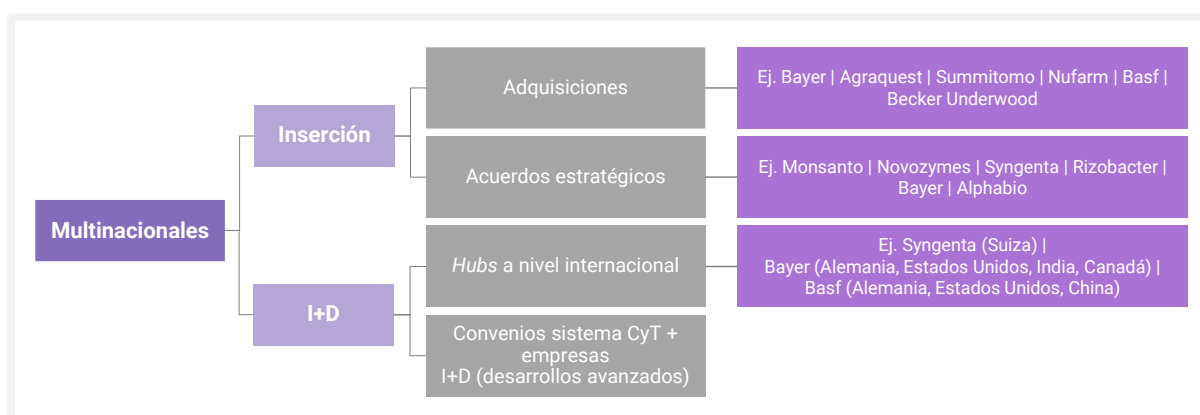 Multinacionales
Inserción
Adquisiciones
Ej. Bayer | Agraquest | Summitomo | Nufarm | Basf |
Becker Underwood
Acuerdos estratégicos
Ej. Monsanto | Novozymes | Syngenta | Rizobacter |
Bayer | Alphabio
I+D
Hubs a nivel internacional
Ej. Syngenta (Suiza) |
Bayer (Alemania, Estados Unidos, India, Canadá) |
Basf (Alemania, Estados Unidos, China)
Convenios sistema CyT +
empresas
I+D (desarrollos avanzados)